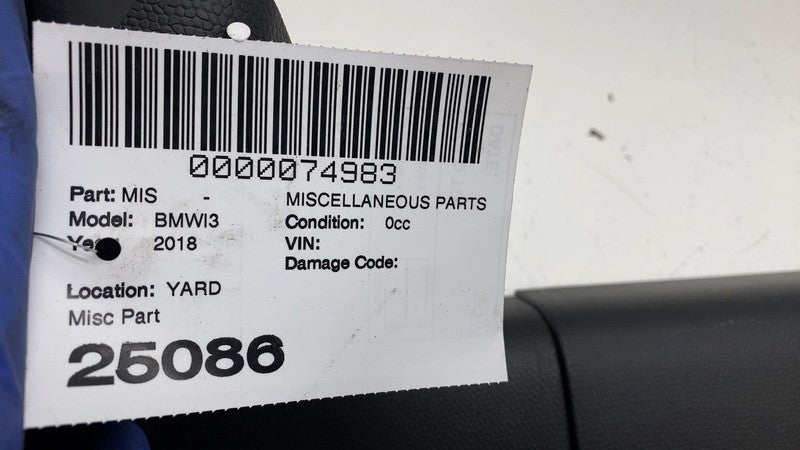 0000074983
Part: MIS - MISCELLANEOUS PARTS
Model: BMWI3 Condition: 0cc
2018 VIN:
Damage Code:
Location: YARD
Misc Part
25086